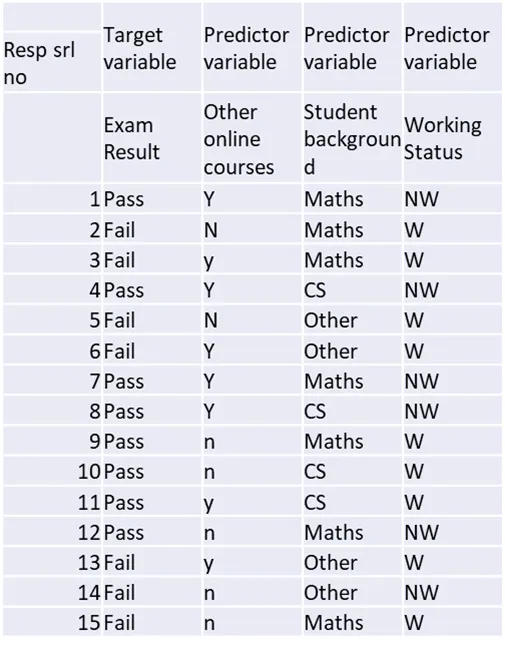 Resp srl no Target variable Predictor variable Predictor variable Predictor variable
Exam Result Other online courses Student backgroun d Working Status
1 Pass Y Maths NW
2 Fail N Maths W
3 Fail y Maths W
4 Pass Y CS NW
5 Fail N Other W
6 Fail Y Other W
7 Pass Y Maths NW
8 Pass Y CS NW
9 Pass n Maths W
10 Pass n CS W
11 Pass y CS W
12 Pass n Maths NW
13 Fail y Other W
14 Fail n Other NW
15 Fail n Maths W